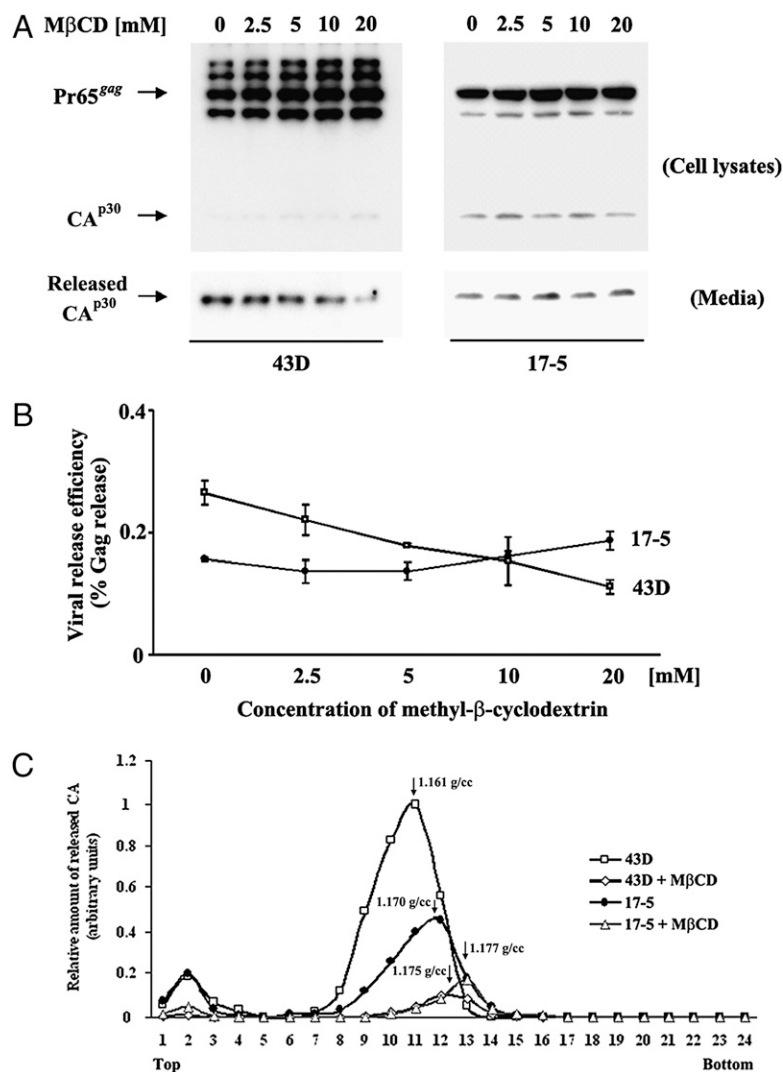 A
MβCD [mM] 0 2.5 5 10 20 0 2.5 5 10 20
Pr65gag
(Cell lysates)
CAp30
Released
CAp30
(Media)
43D 17-5
B
Viral release efficiency
(% Gag release)
0.4
0.2
0
17-5
43D
0 2.5 5 10 20 [mM]
Concentration of methyl-β-cyclodextrin
C
Relative amount of released CA
(arbitrary units)
1.2
1
0.8
0.6
0.4
0.2
0
1.161 g/cc
1.170 g/cc
1.177 g/cc
1.175 g/cc
43D
43D + MβCD
17-5
17-5 + MβCD
1 2 3 4 5 6 7 8 9 10 11 12 13 14 15 16 17 18 19 20 21 22 23 24
Top Bottom